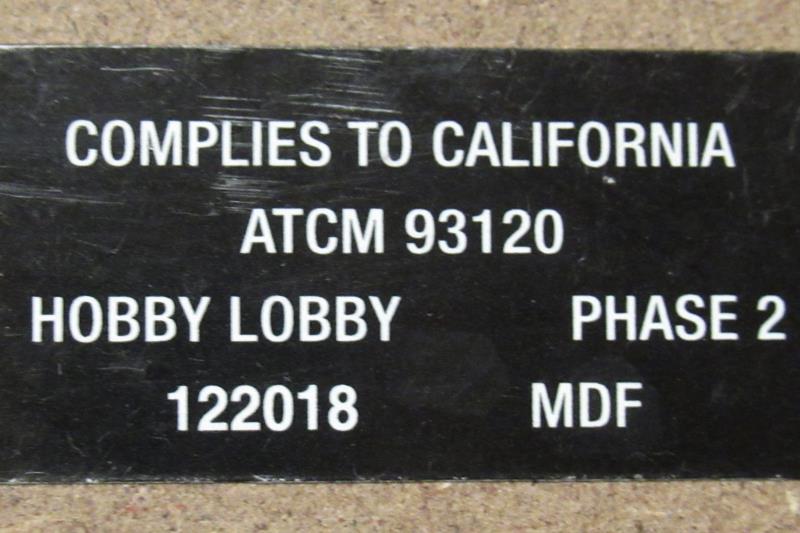 COMPLIES TO CALIFORNIA
ATCM 93120
HOBBY LOBBY PHASE 2
122018 MDF